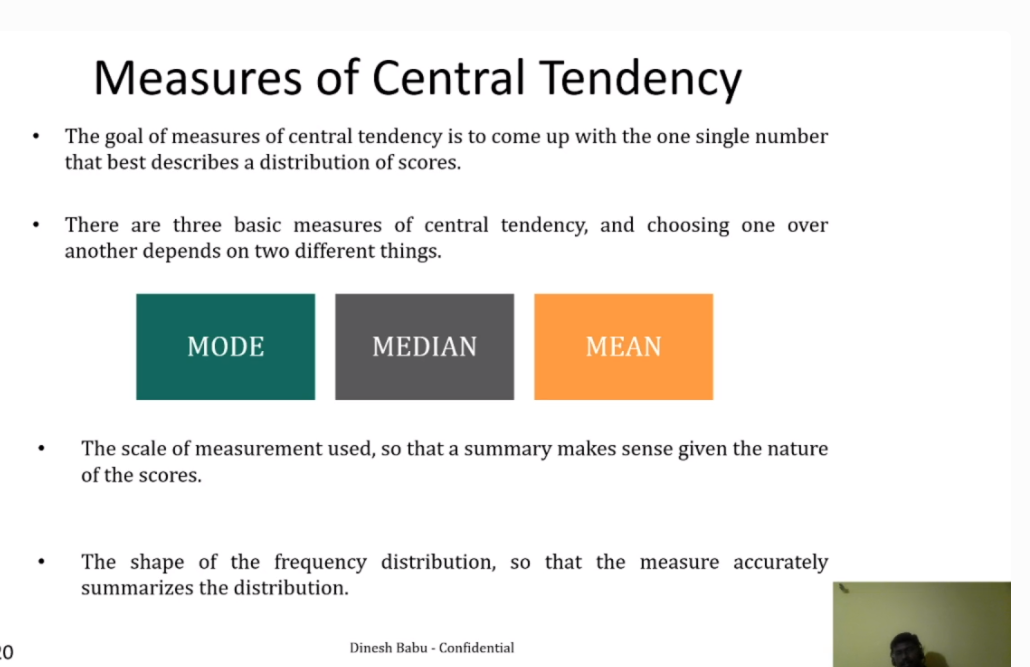 Measures of Central Tendency
• The goal of measures of central tendency is to come up with the one single number
that best describes a distribution of scores.
• There are three basic measures of central tendency, and choosing one over
another depends on two different things.
MODE MEDIAN MEAN
• The scale of measurement used, so that a summary makes sense given the nature
of the scores.
• The shape of the frequency distribution, so that the measure accurately
summarizes the distribution.
Dinesh Babu - Confidential